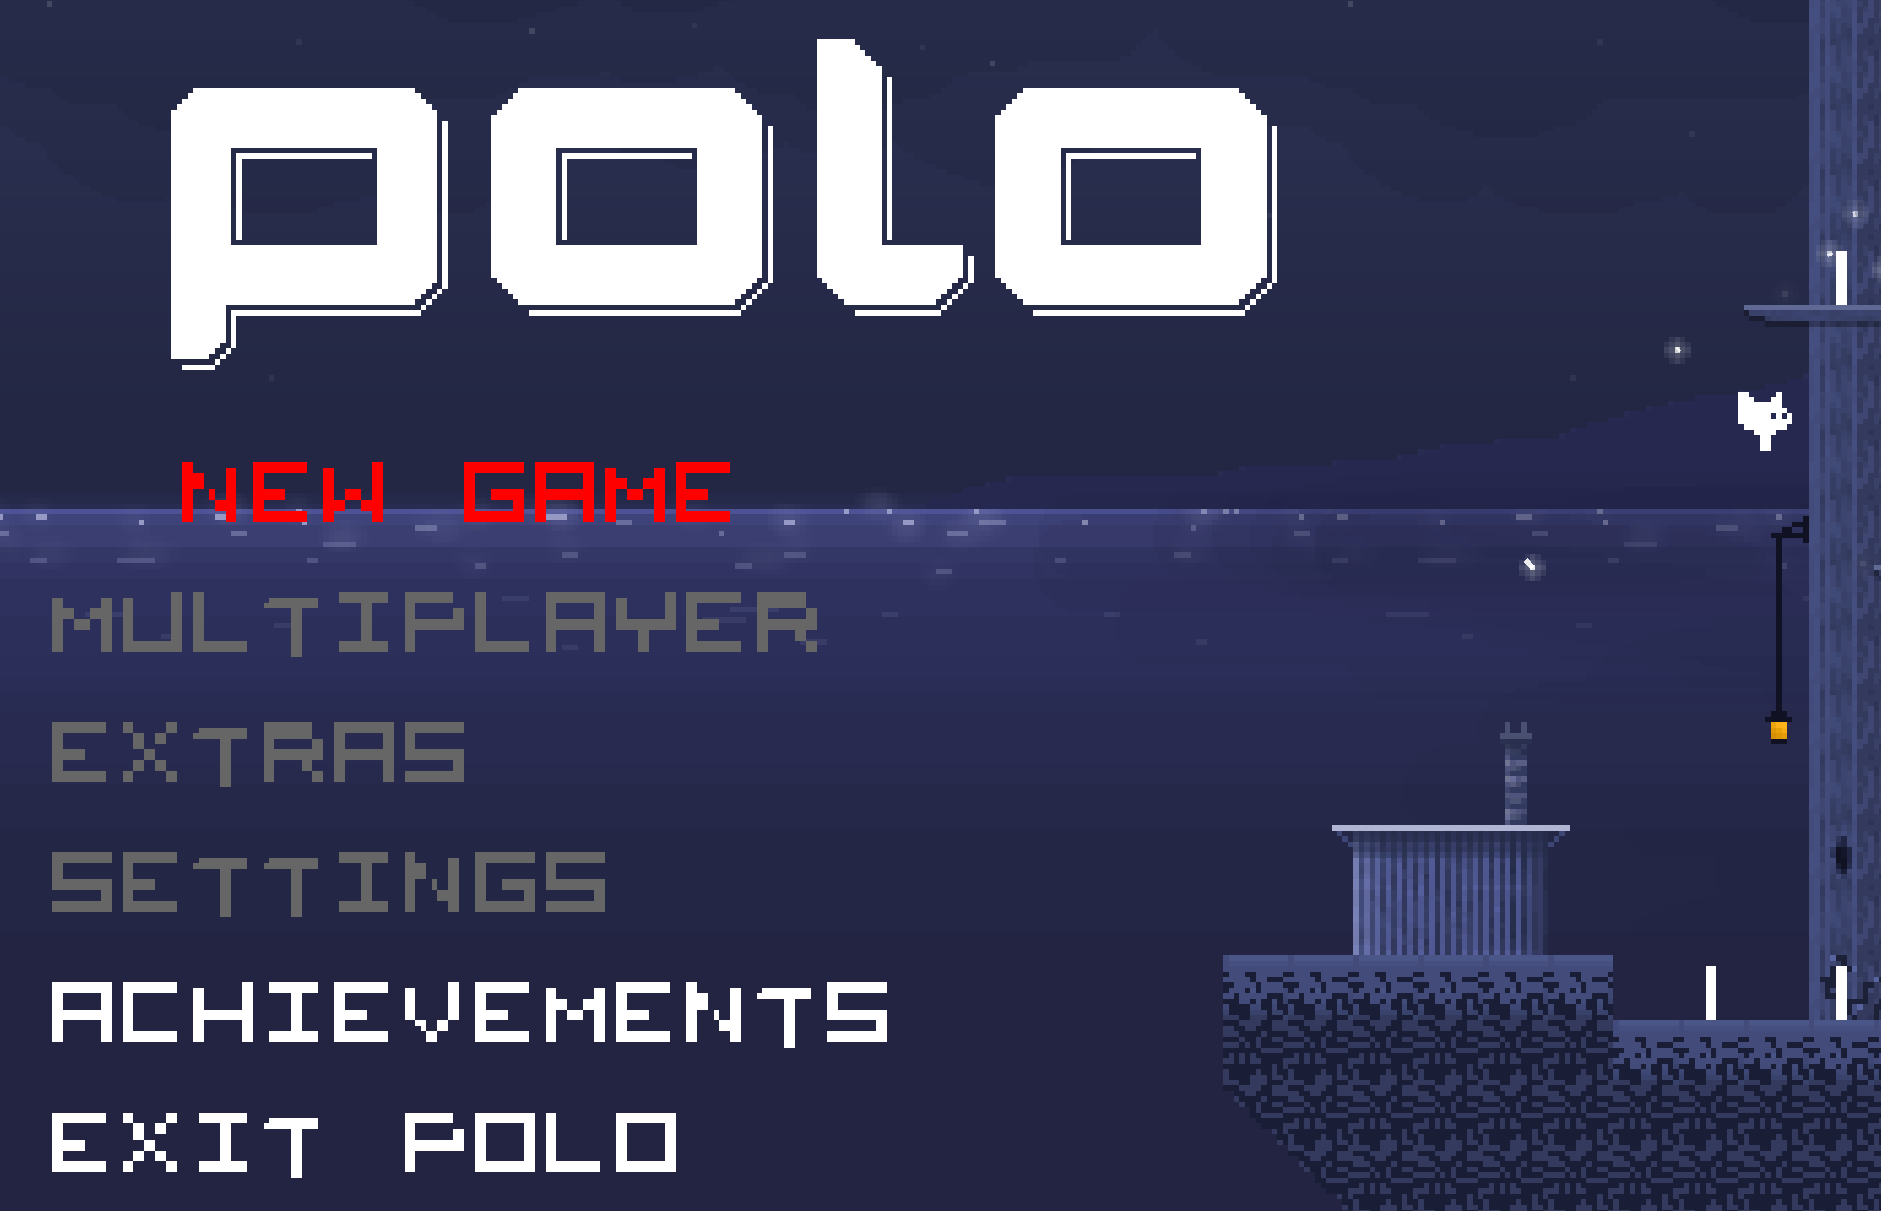 polo
NEW GAME
MULTIPLAYER
EXTRAS
SETTINGS
ACHIEVEMENTS
EXIT POLO